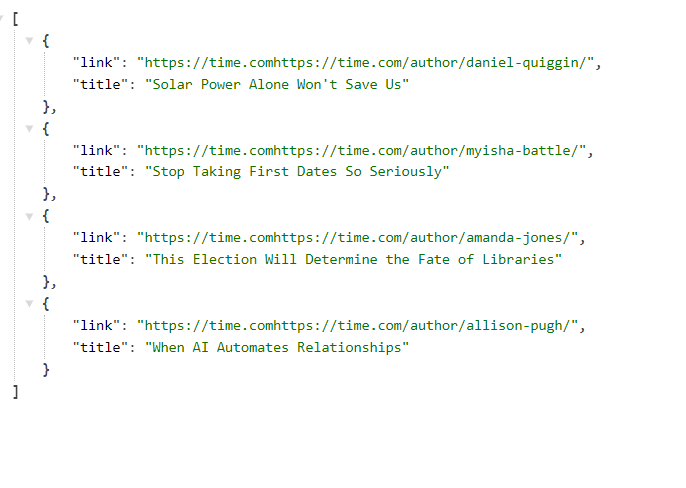 [
{
"link": "https://time.comhttps://time.com/author/daniel-quiggin/",
"title": "Solar Power Alone Won't Save Us"
},
{
"link": "https://time.comhttps://time.com/author/myisha-battle/",
"title": "Stop Taking First Dates So Seriously"
},
{
"link": "https://time.comhttps://time.com/author/amanda-jones/",
"title": "This Election Will Determine the Fate of Libraries"
},
{
"link": "https://time.comhttps://time.com/author/allison-pugh/",
"title": "When AI Automates Relationships"
}
]